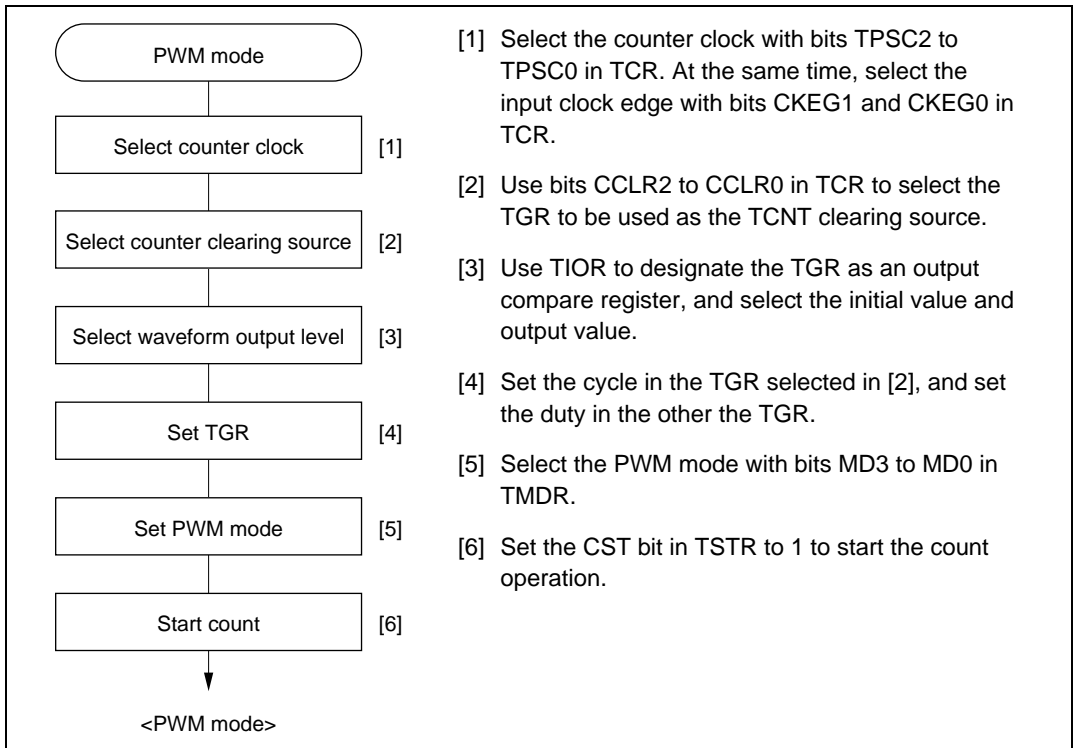 PWM mode
Select counter clock [1]
Select counter clearing source [2]
Select waveform output level [3]
Set TGR [4]
Set PWM mode [5]
Start count [6]
<PWM mode>
[1] Select the counter clock with bits TPSC2 to
TPSC0 in TCR. At the same time, select the
input clock edge with bits CKEG1 and CKEG0 in
TCR.
[2] Use bits CCLR2 to CCLR0 in TCR to select the
TGR to be used as the TCNT clearing source.
[3] Use TIOR to designate the TGR as an output
compare register, and select the initial value and
output value.
[4] Set the cycle in the TGR selected in [2], and set
the duty in the other the TGR.
[5] Select the PWM mode with bits MD3 to MD0 in
TMDR.
[6] Set the CST bit in TSTR to 1 to start the count
operation.